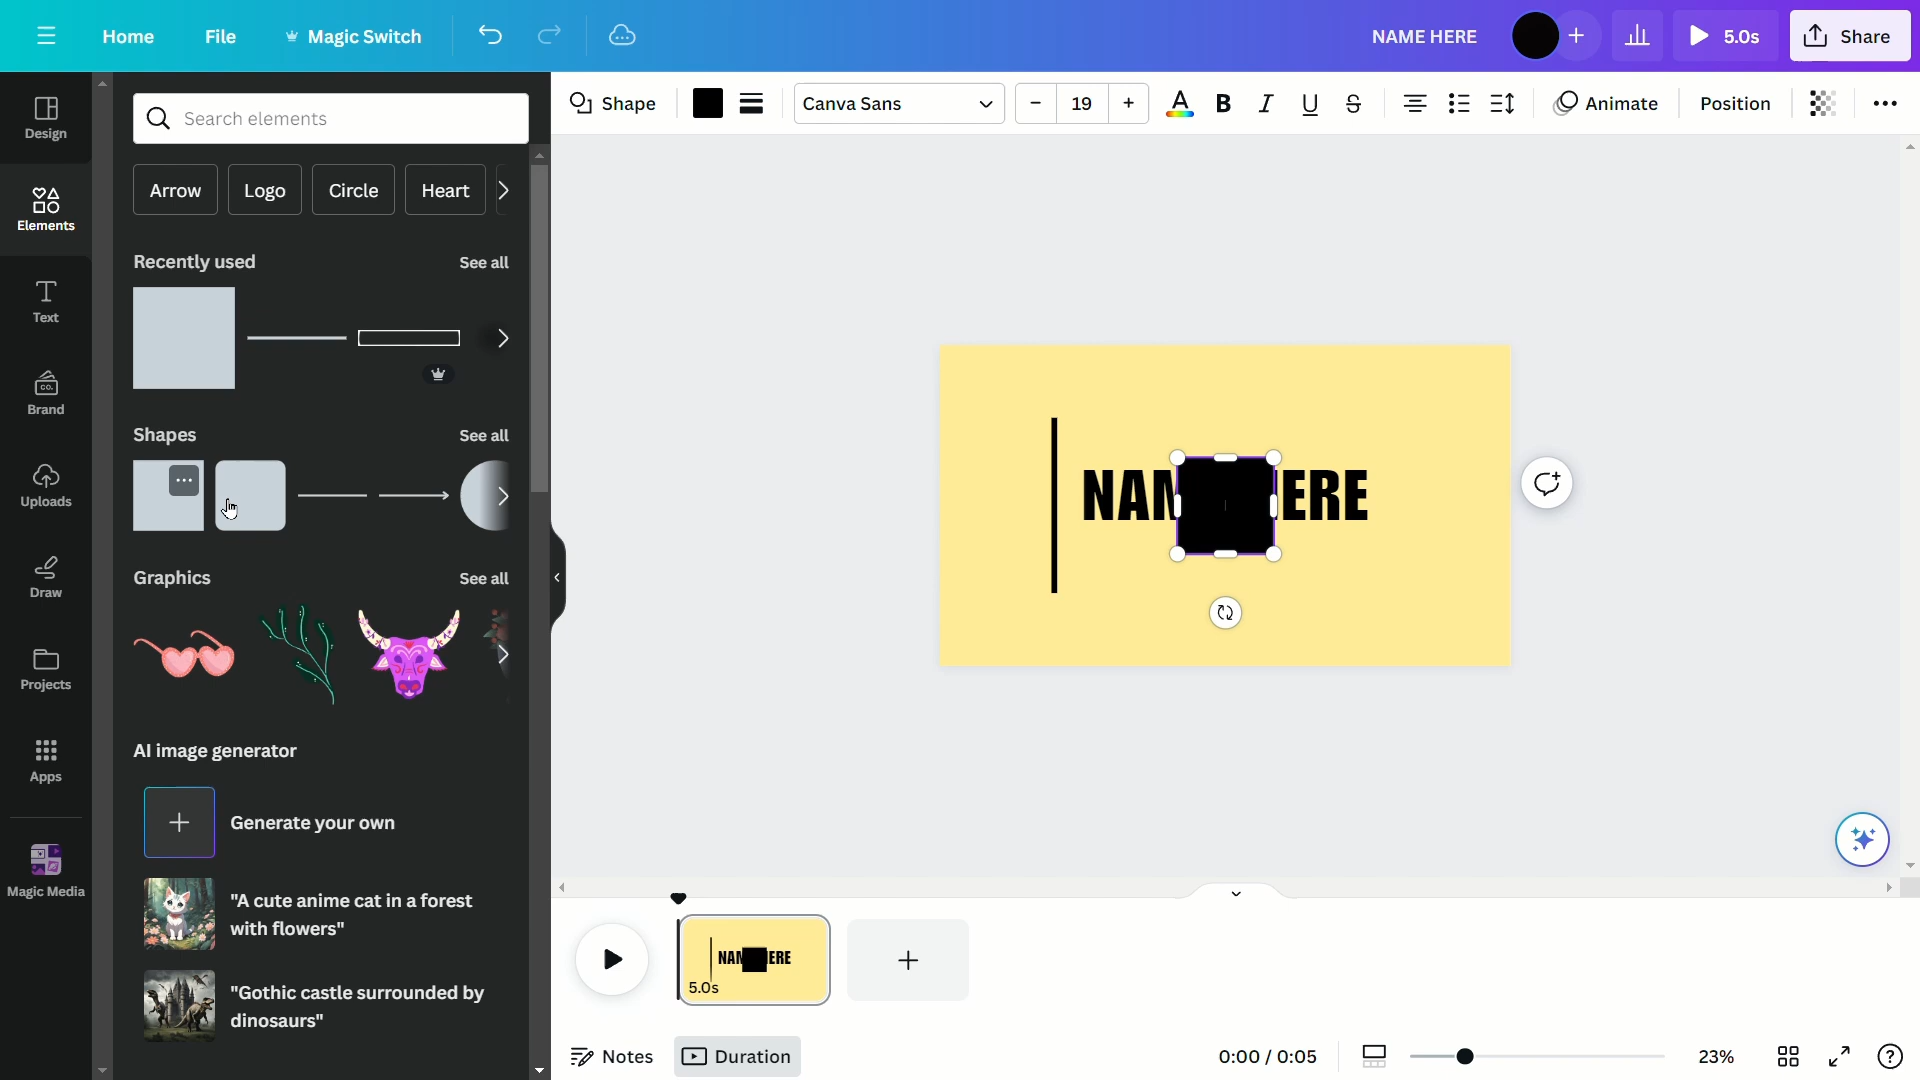 Home File Magic Switch NAME HERE 5.0s Share
Design
Elements
Text
Brand
CO.
Uploads
Draw
Projects
Apps
Magic Media
Search elements
Arrow Logo Circle Heart
Recently used See all
Shapes See all
Graphics See all
AI image generator
Generate your own
"A cute anime cat in a forest
with flowers"
"Gothic castle surrounded by
dinosaurs"
Shape Canva Sans − 19 + A B I U S Animate Position
NAM ERE
NAM ERE
5.0s
Notes Duration 0:00 / 0:05 23%